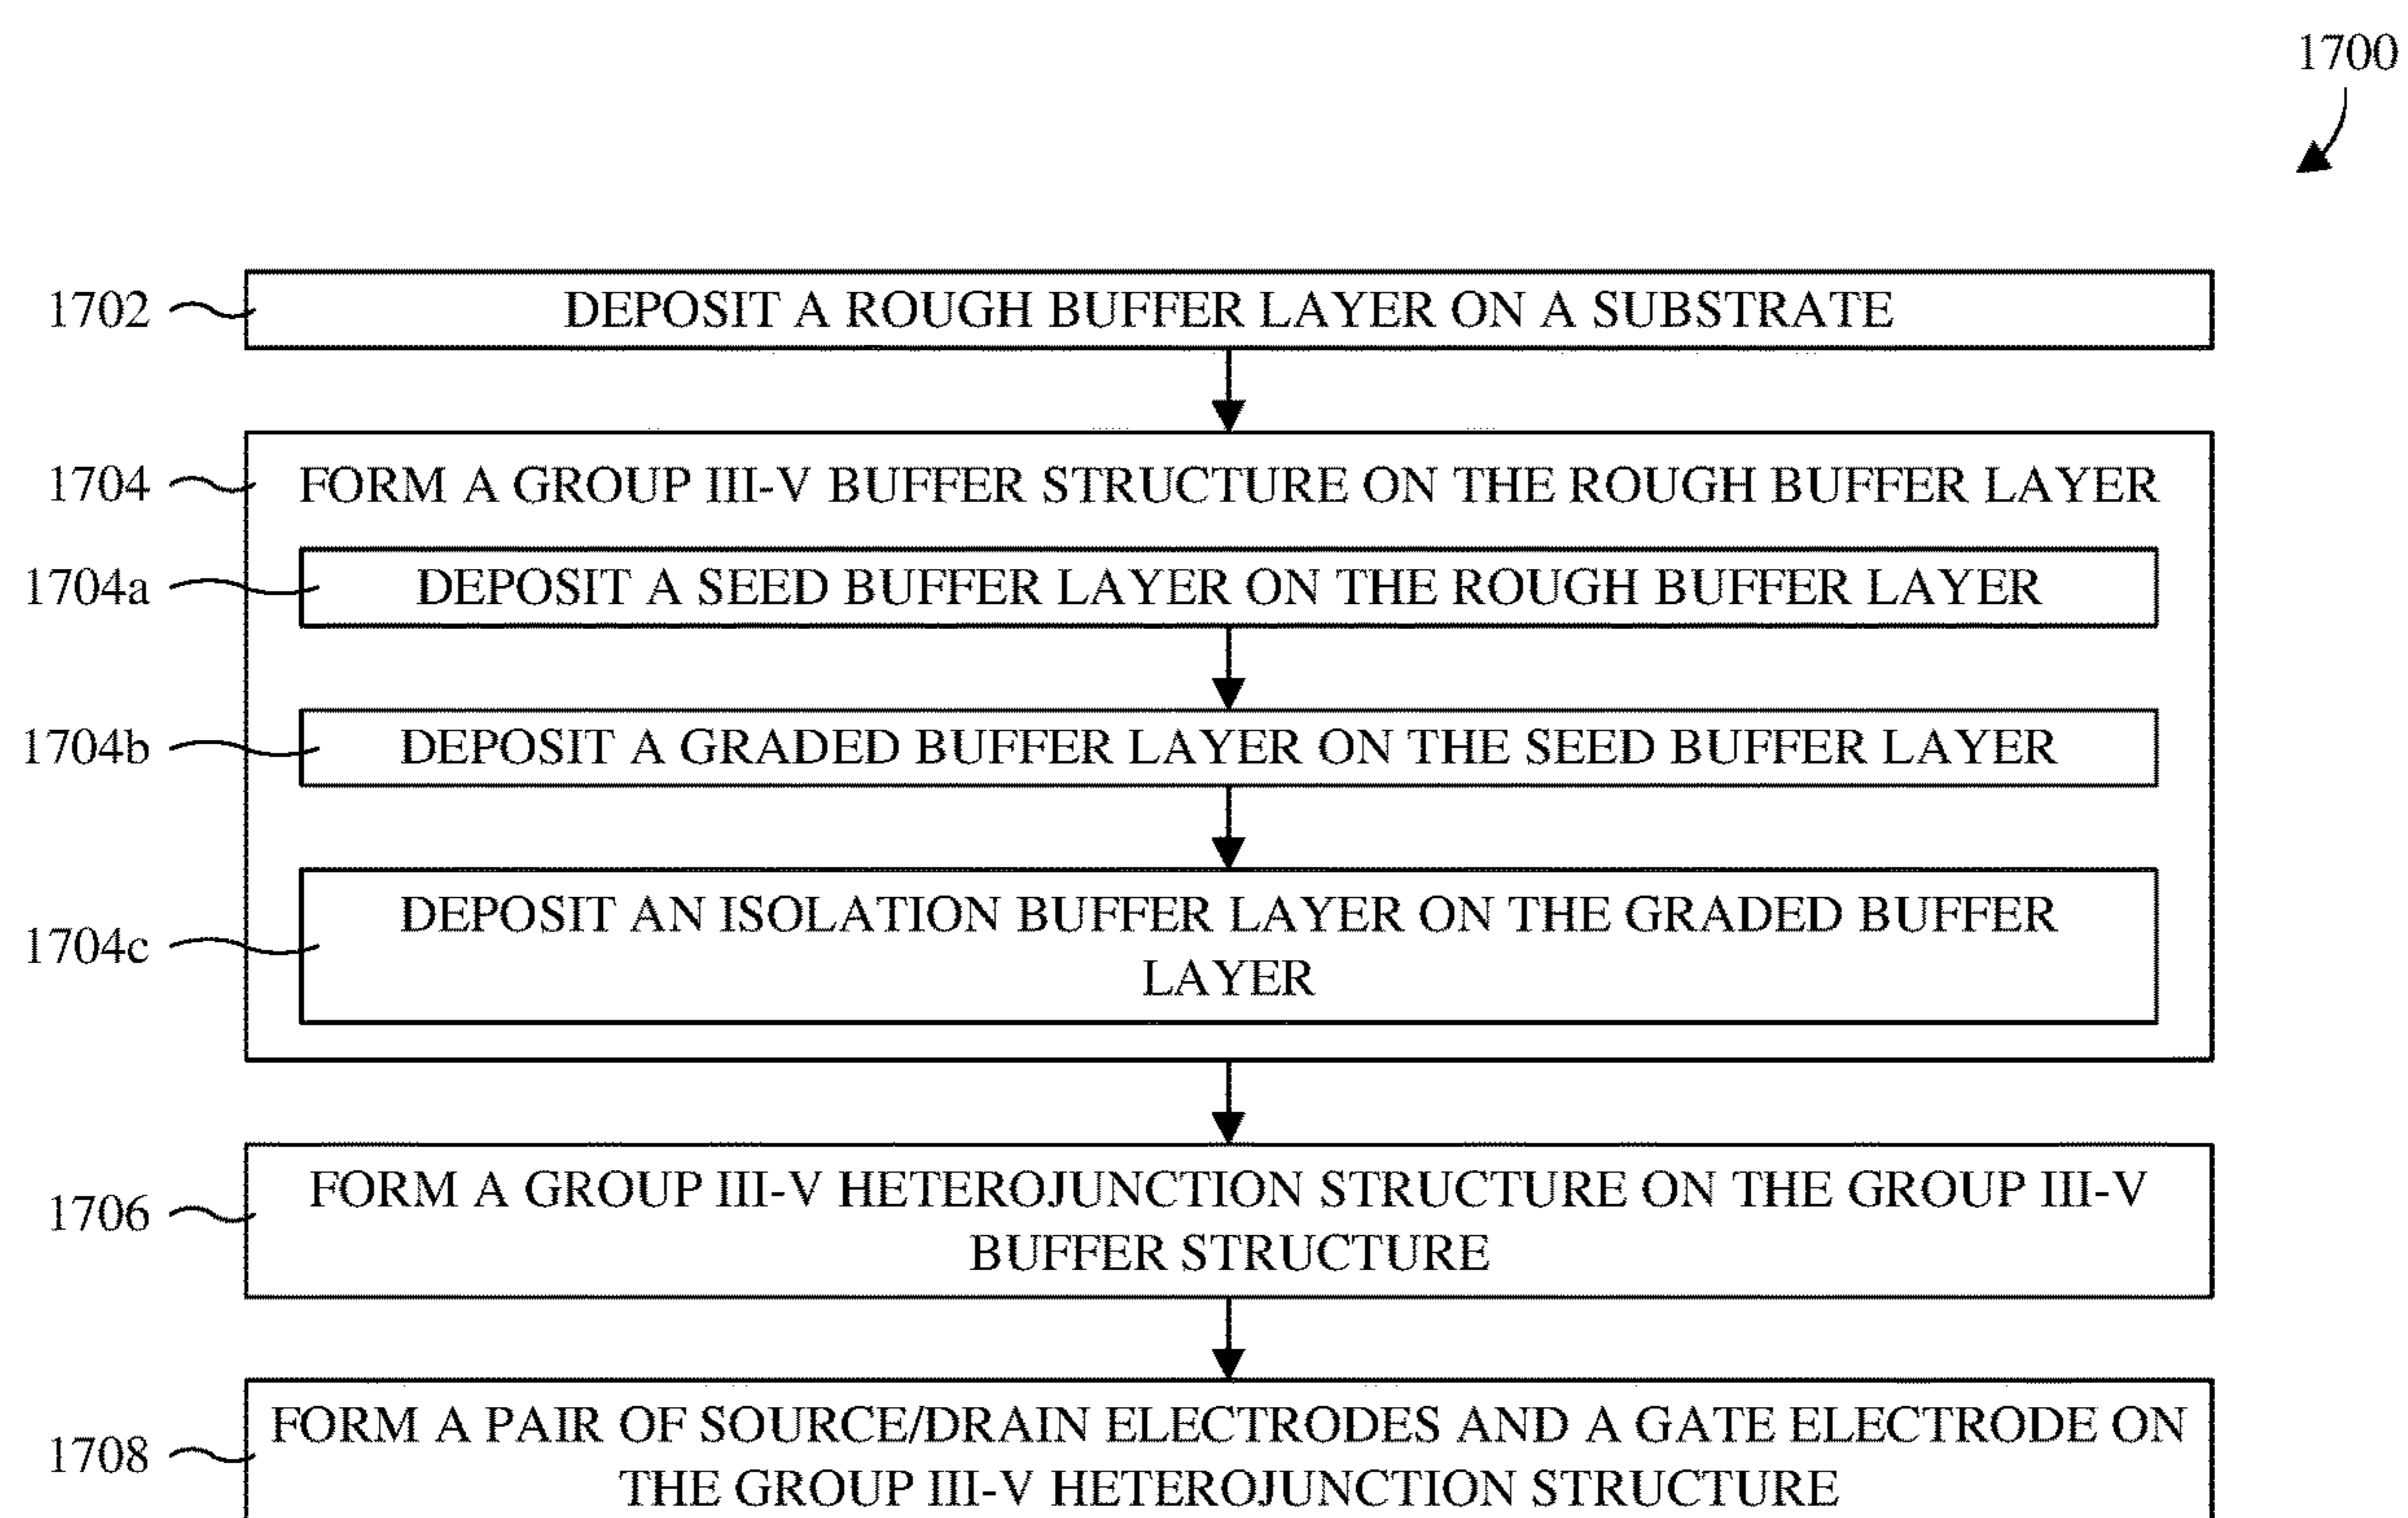 1700
1702
DEPOSIT A ROUGH BUFFER LAYER ON A SUBSTRATE
1704
FORM A GROUP III-V BUFFER STRUCTURE ON THE ROUGH BUFFER LAYER
1704a
DEPOSIT A SEED BUFFER LAYER ON THE ROUGH BUFFER LAYER
1704b
DEPOSIT A GRADED BUFFER LAYER ON THE SEED BUFFER LAYER
1704c
DEPOSIT AN ISOLATION BUFFER LAYER ON THE GRADED BUFFER
LAYER
1706
FORM A GROUP III-V HETEROJUNCTION STRUCTURE ON THE GROUP III-V
BUFFER STRUCTURE
1708
FORM A PAIR OF SOURCE/DRAIN ELECTRODES AND A GATE ELECTRODE ON
THE GROUP III-V HETEROJUNCTION STRUCTURE